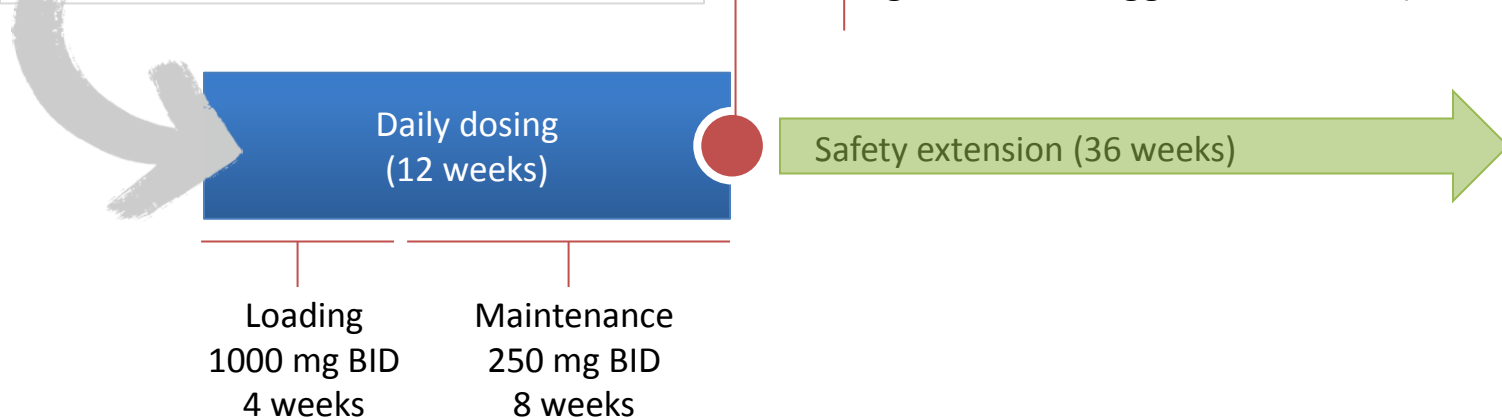 Daily dosing
(12 weeks)
Safety extension (36 weeks)
Loading
1000 mg BID
4 weeks
Maintenance
250 mg BID
8 weeks